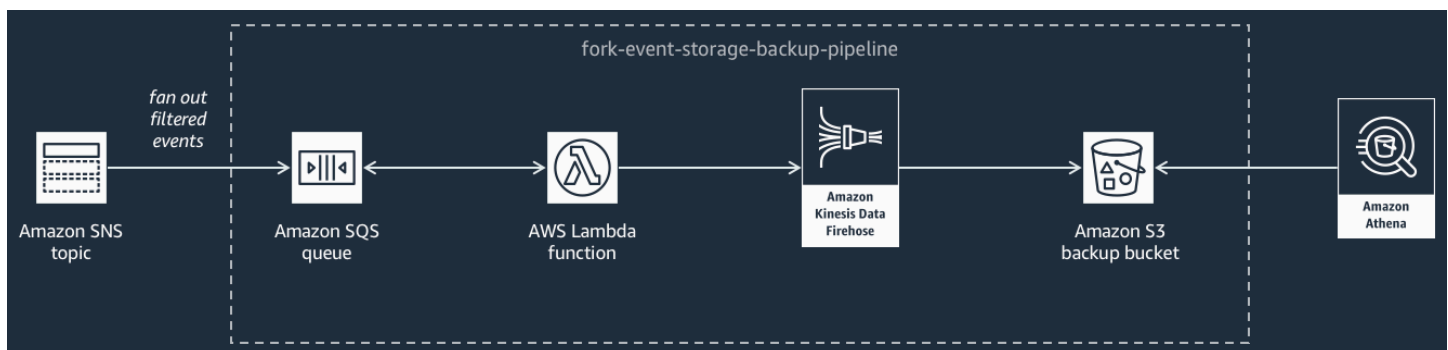 fork-event-storage-backup-pipeline
fan out
filtered
events
Amazon SNS
topic
Amazon SQS
queue
AWS Lambda
function
Amazon
Kinesis Data
Firehose
Amazon S3
backup bucket
Amazon
Athena